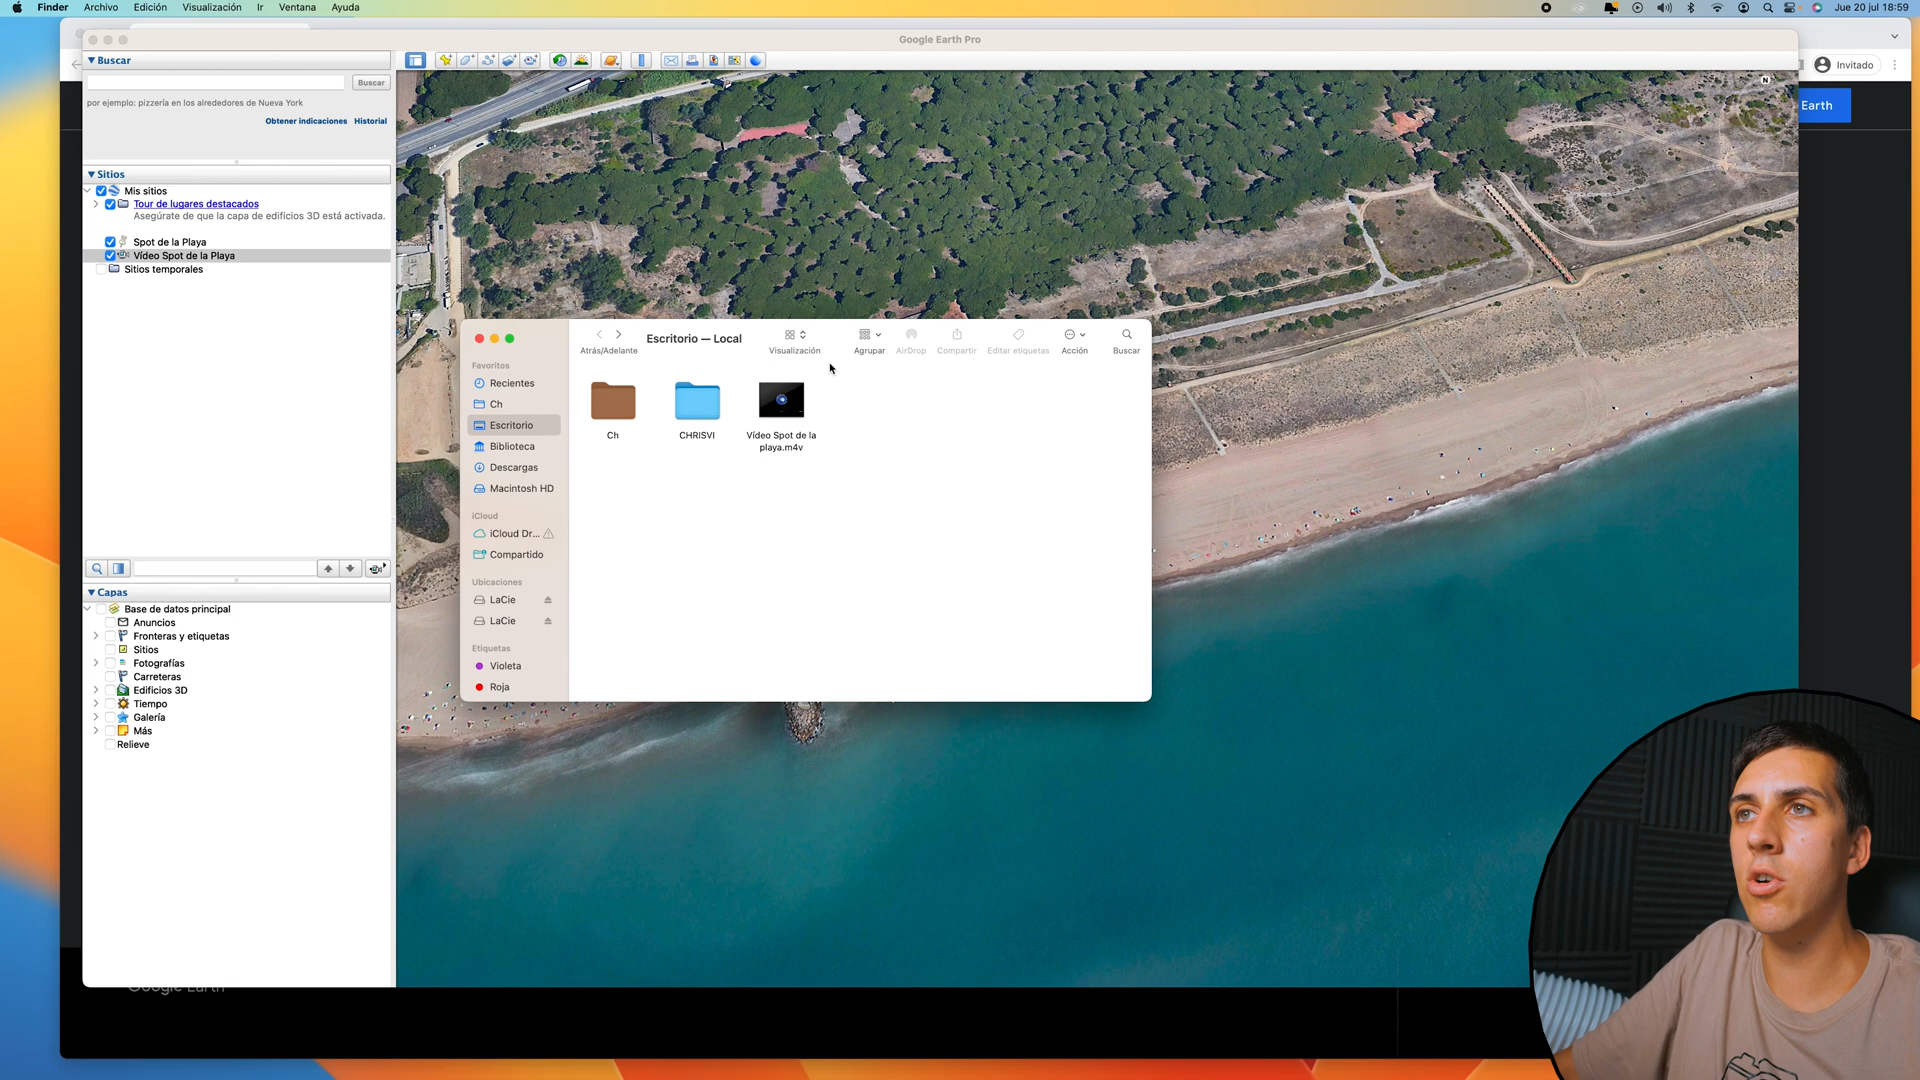 Finder Archivo Edición Visualización Ir Ventana Ayuda
Jue 20 jul 18:59
Google Earth Pro
Invitado
Earth
Buscar
Buscar
por ejemplo: pizzería en los alrededores de Nueva York
Obtener indicaciones Historial
Sitios
Mis sitios
Tour de lugares destacados
Asegúrate de que la capa de edificios 3D está activada.
Spot de la Playa
Vídeo Spot de la Playa
Sitios temporales
Capas
Base de datos principal
Anuncios
Fronteras y etiquetas
Sitios
Fotografías
Carreteras
Edificios 3D
Tiempo
Galería
Más
Relieve
N
Atrás/Adelante
Escritorio — Local
Visualización
Agrupar
AirDrop
Compartir
Editar etiquetas
Acción
Buscar
Favoritos
Recientes
Ch
Escritorio
Biblioteca
Descargas
Macintosh HD
iCloud
iCloud Dr...
Compartido
Ubicaciones
LaCie
LaCie
Etiquetas
Violeta
Roja
Ch
CHRISVI
Vídeo Spot de la
playa.m4v
Google Earth